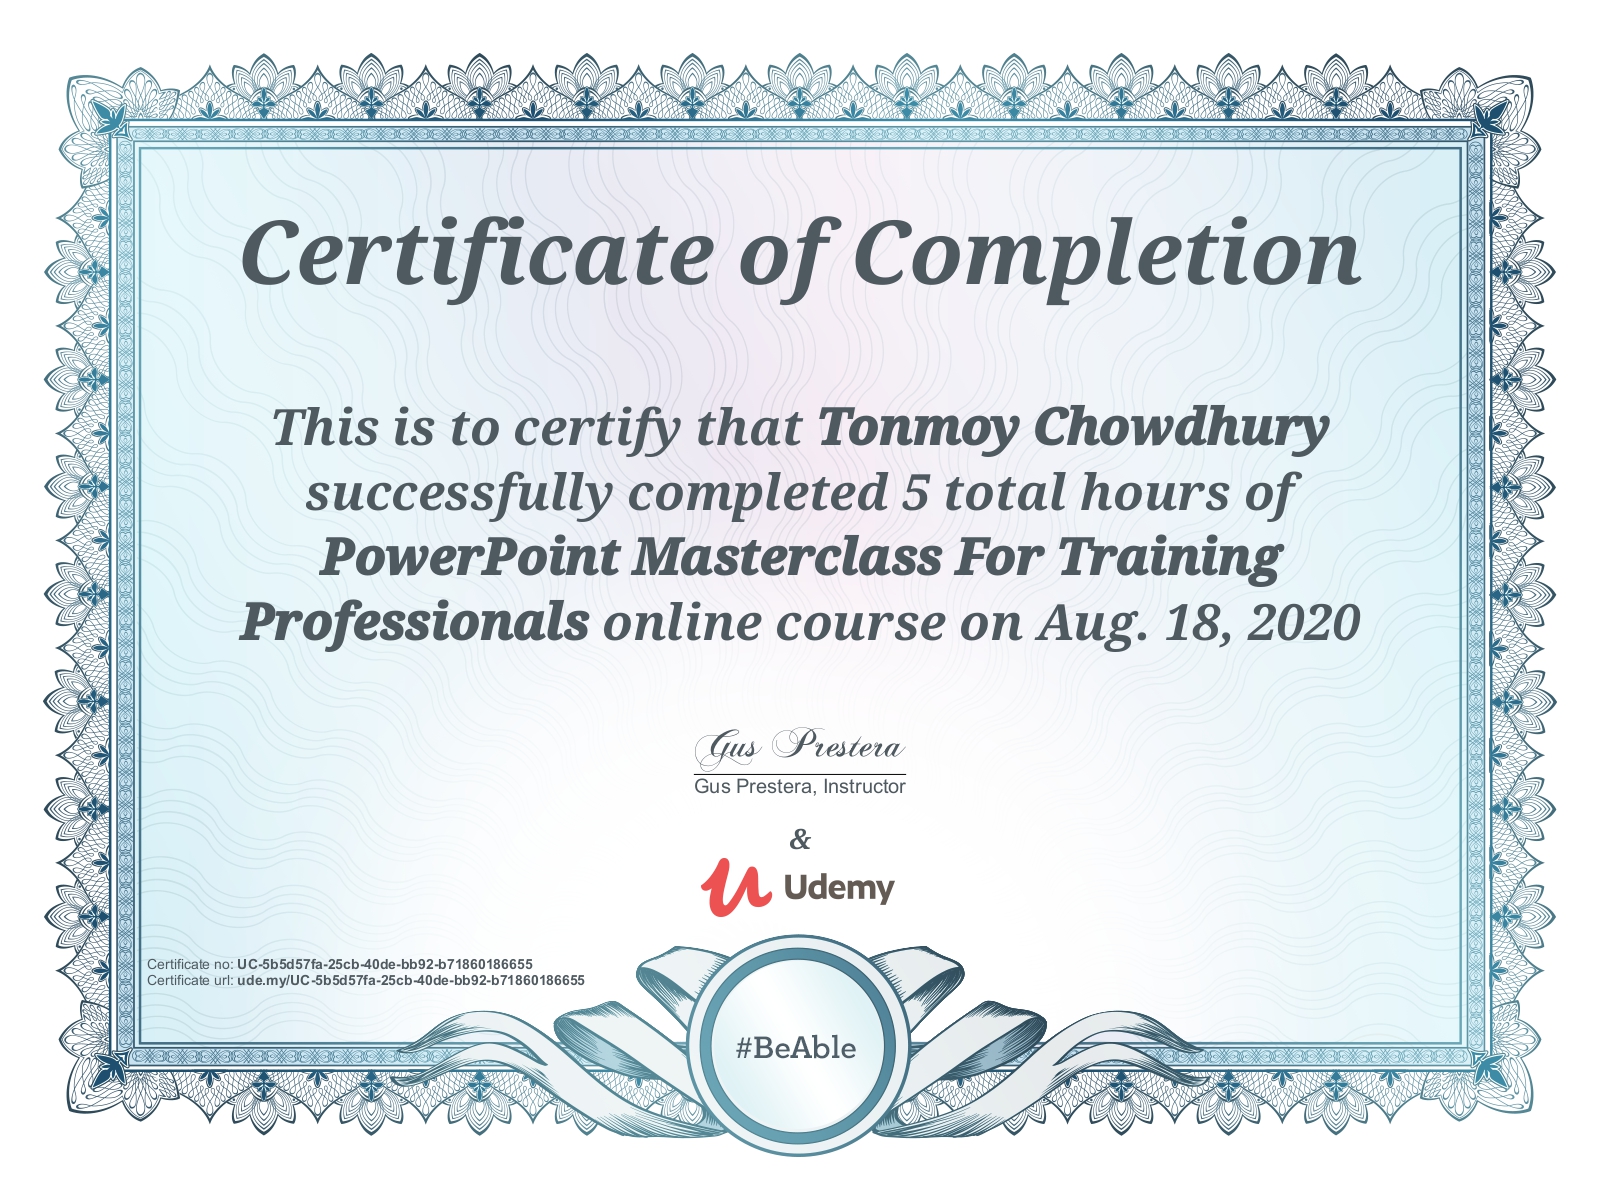 Certificate of Completion
This is to certify that Tonmoy Chowdhury
successfully completed 5 total hours of
PowerPoint Masterclass For Training
Professionals online course on Aug. 18, 2020
Gus Prestera
Gus Prestera, Instructor
&
Udemy
Certificate no: UC-5b5d57fa-25cb-40de-bb92-b71860186655
Certificate url: ude.my/UC-5b5d57fa-25cb-40de-bb92-b71860186655
#BeAble